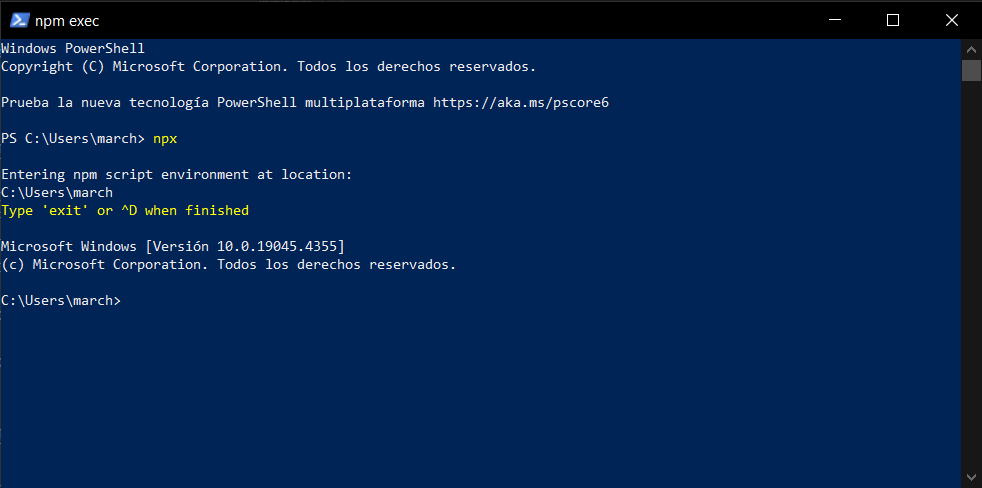 npm exec
Windows PowerShell
Copyright (C) Microsoft Corporation. Todos los derechos reservados.
Prueba la nueva tecnología PowerShell multiplataforma https://aka.ms/pscore6
PS C:\Users\march> npx
Entering npm script environment at location:
C:\Users\march
Type 'exit' or ^D when finished
Microsoft Windows [Versión 10.0.19045.4355]
(c) Microsoft Corporation. Todos los derechos reservados.
C:\Users\march>